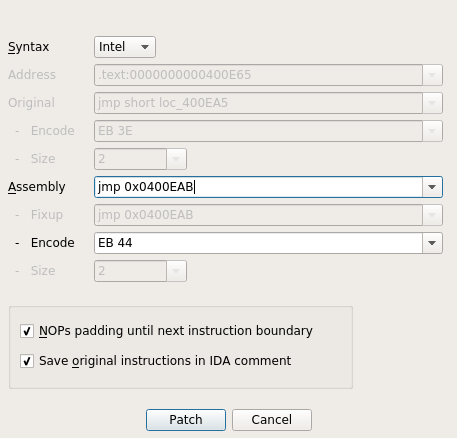 Syntax Intel
Address .text:0000000000400E65
Original jmp short loc_400EA5
- Encode EB 3E
- Size 2
Assembly jmp 0x0400EAB
- Fixup jmp 0x0400EAB
- Encode EB 44
- Size 2
NOPs padding until next instruction boundary
Save original instructions in IDA comment
Patch Cancel